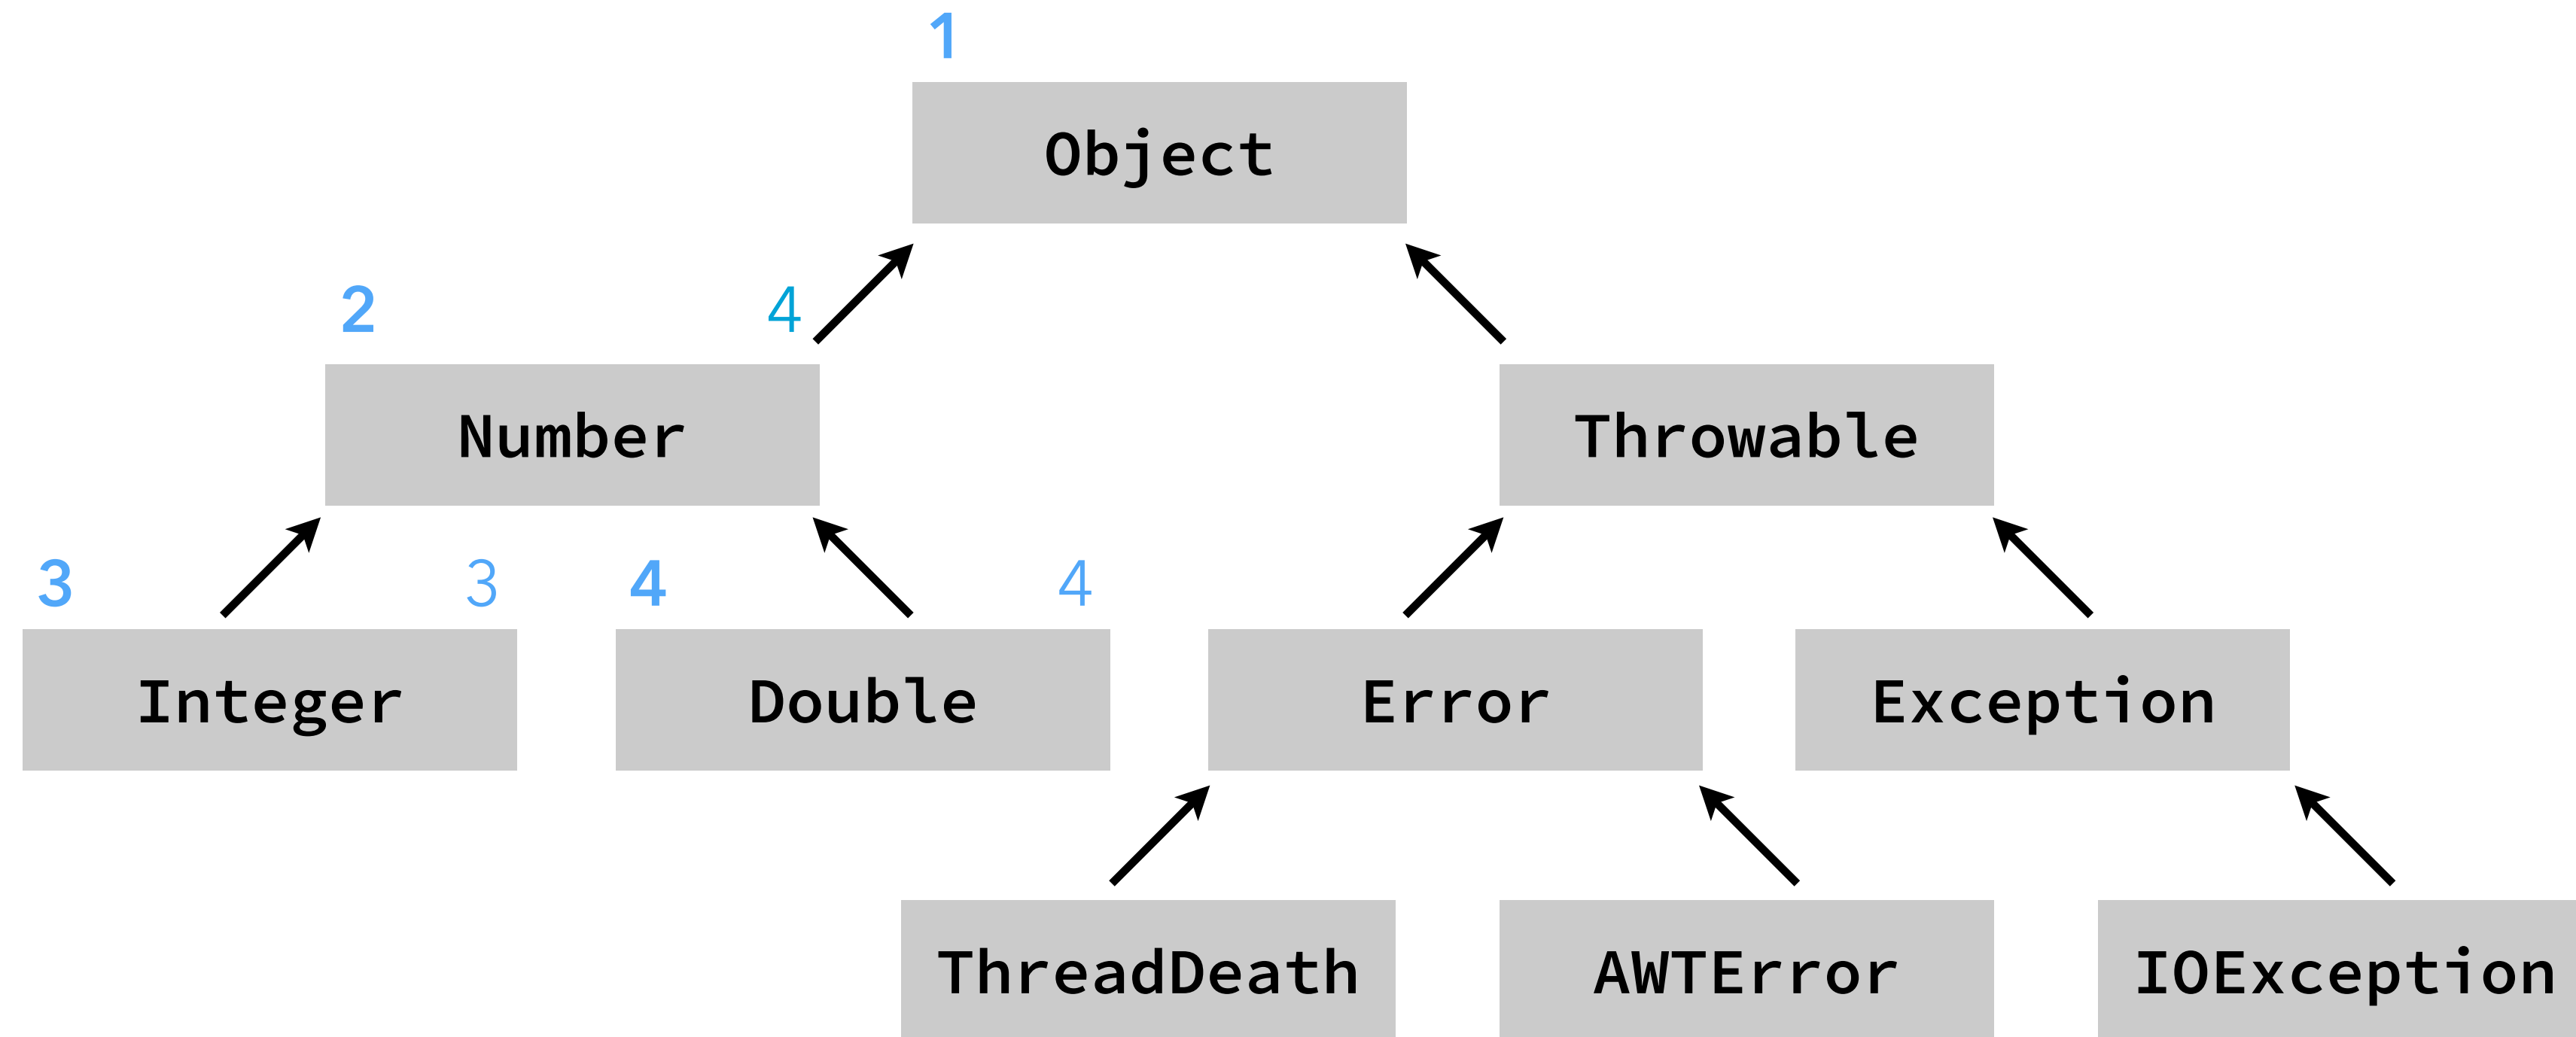 1
Object
2 4
Number Throwable
3 3 4 4
Integer Double Error Exception
ThreadDeath AWTError IOException